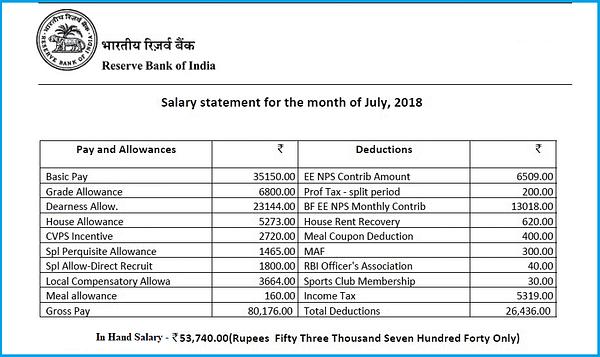 भारतीय रिज़र्व बैंक
Reserve Bank of India
Salary statement for the month of July, 2018
Pay and Allowances ₹ Deductions ₹
Basic Pay 35150.00 EE NPS Contrib Amount 6509.00
Grade Allowance 6800.00 Prof Tax - split period 200.00
Dearness Allow. 23144.00 BF EE NPS Monthly Contrib 13018.00
House Allowance 5273.00 House Rent Recovery 620.00
CVPS Incentive 2720.00 Meal Coupon Deduction 400.00
Spl Perquisite Allowance 1465.00 MAF 300.00
Spl Allow-Direct Recruit 1800.00 RBI Officer's Association 40.00
Local Compensatory Allowa 3664.00 Sports Club Membership 30.00
Meal allowance 160.00 Income Tax 5319.00
Gross Pay 80,176.00 Total Deductions 26,436.00
In Hand Salary - ₹53,740.00(Rupees Fifty Three Thousand Seven Hundred Forty Only)